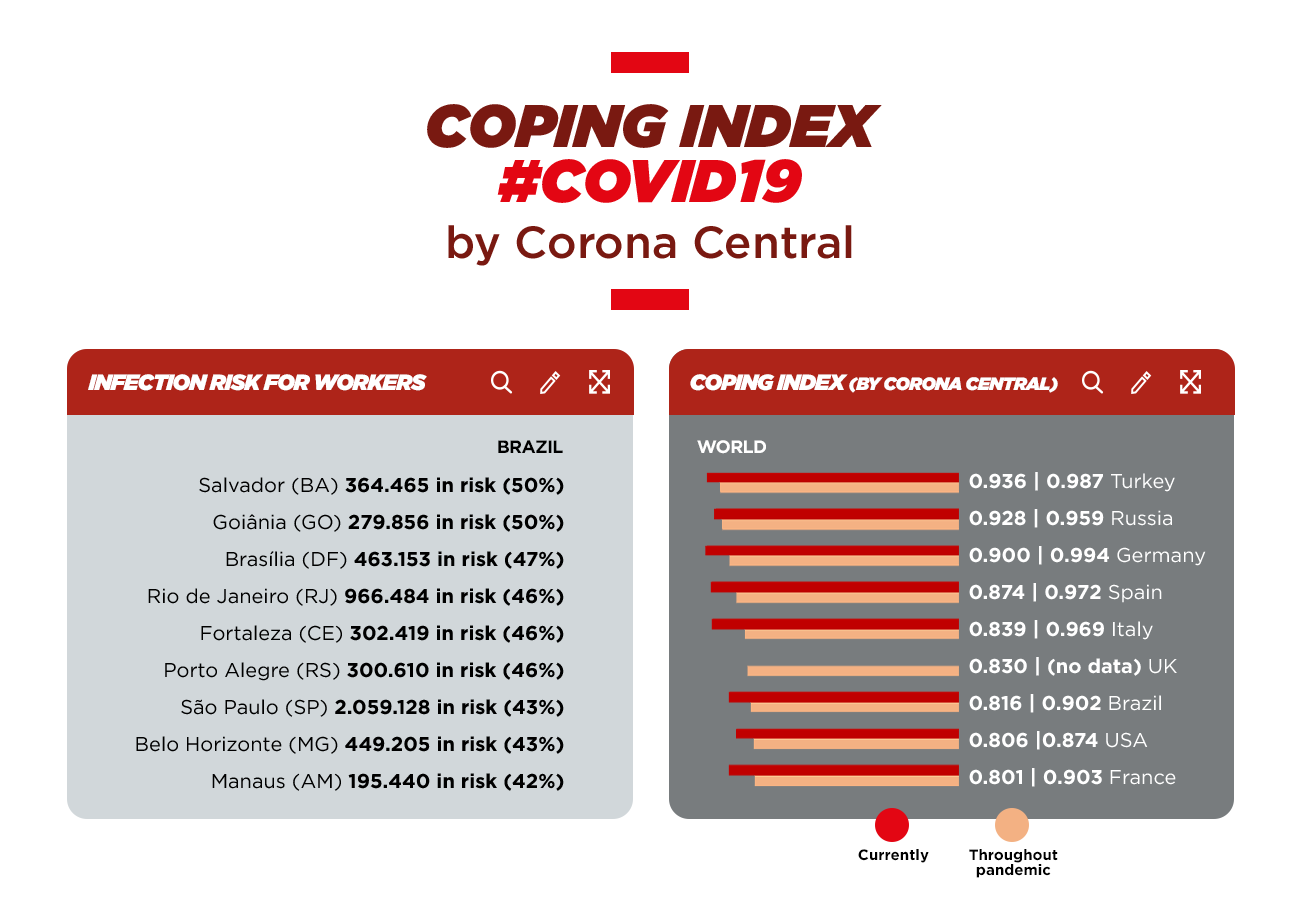 COPING INDEX
#COVID19
by Corona Central
INFECTION RISK FOR WORKERS
BRAZIL
Salvador (BA) 364.465 in risk (50%)
Goiânia (GO) 279.856 in risk (50%)
Brasília (DF) 463.153 in risk (47%)
Rio de Janeiro (RJ) 966.484 in risk (46%)
Fortaleza (CE) 302.419 in risk (46%)
Porto Alegre (RS) 300.610 in risk (46%)
São Paulo (SP) 2.059.128 in risk (43%)
Belo Horizonte (MG) 449.205 in risk (43%)
Manaus (AM) 195.440 in risk (42%)
COPING INDEX (BY CORONA CENTRAL)
WORLD
0.936 | 0.987 Turkey
0.928 | 0.959 Russia
0.900 | 0.994 Germany
0.874 | 0.972 Spain
0.839 | 0.969 Italy
0.830 | (no data) UK
0.816 | 0.902 Brazil
0.806 |0.874 USA
0.801 | 0.903 France
Currently
Throughout
pandemic